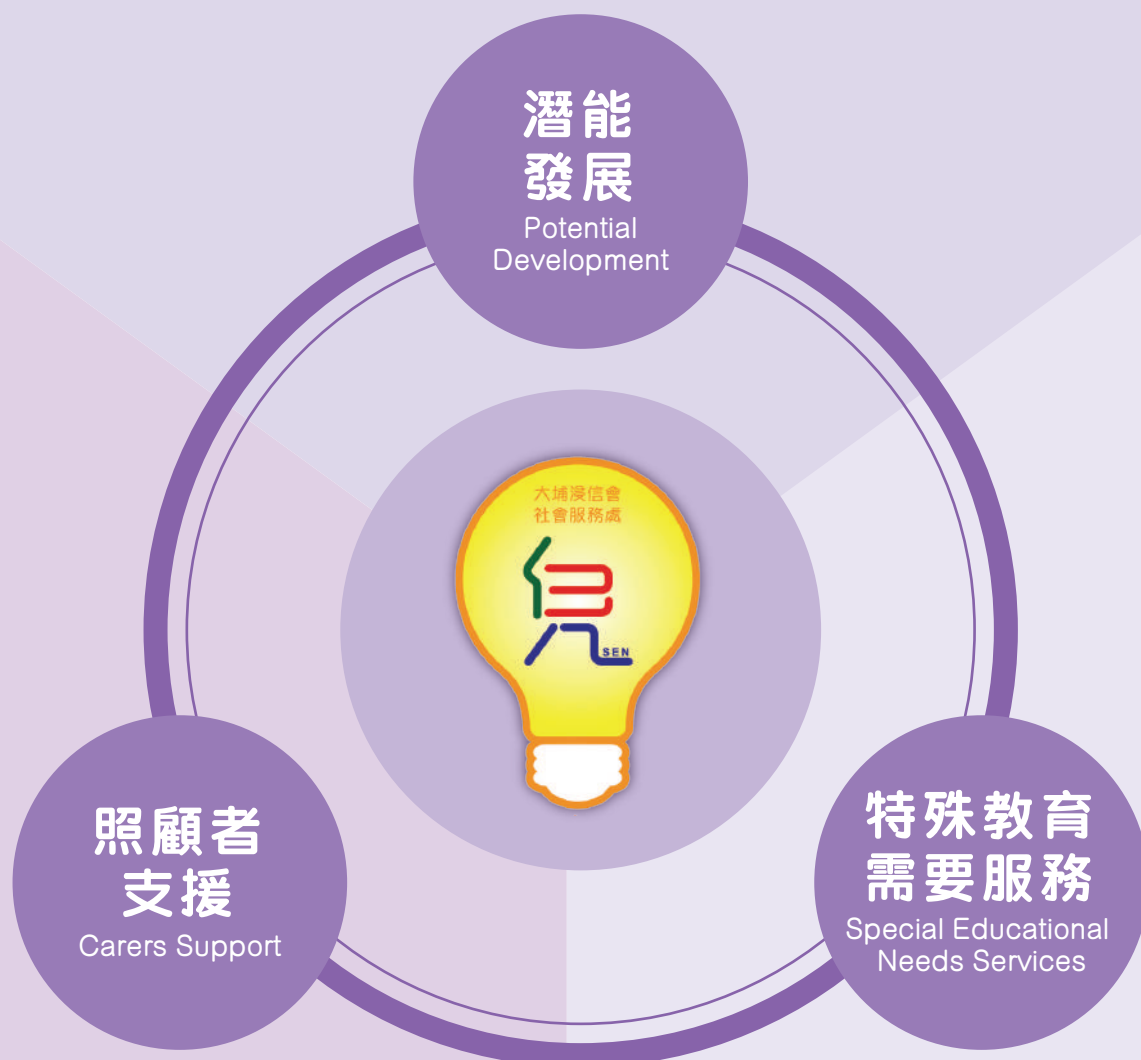 潛能
發展
Potential
Development
大埔浸信會
社會服務處
SEN
照顧者
支援
Carers Support
特殊教育
需要服務
Special Educational
Needs Services